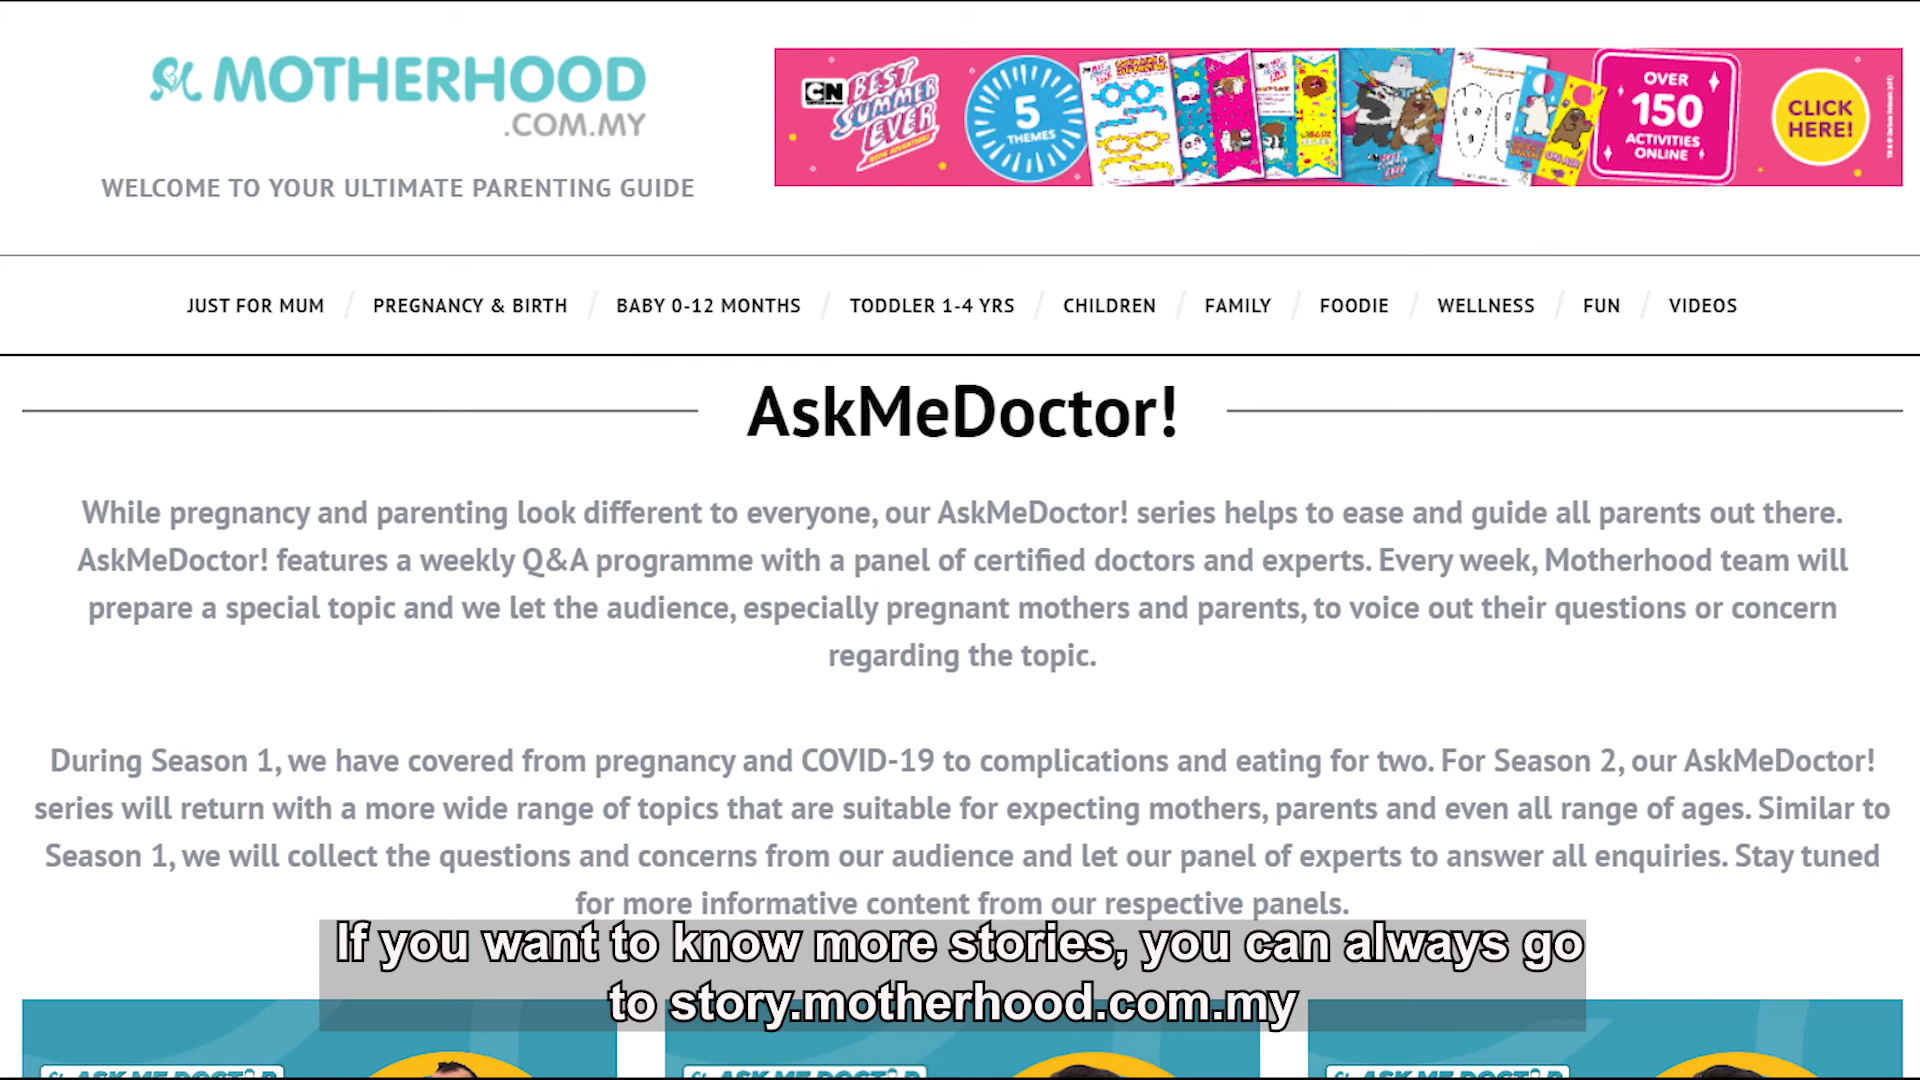 MOTHERHOOD
.COM.MY
WELCOME TO YOUR ULTIMATE PARENTING GUIDE
CN
BEST
SUMMER
EVER
5
THEMES
OVER
150
ACTIVITIES
ONLINE
CLICK
HERE!
JUST FOR MUM / PREGNANCY & BIRTH / BABY 0-12 MONTHS / TODDLER 1-4 YRS / CHILDREN / FAMILY / FOODIE / WELLNESS / FUN / VIDEOS
AskMeDoctor!
While pregnancy and parenting look different to everyone, our AskMeDoctor! series helps to ease and guide all parents out there.
AskMeDoctor! features a weekly Q&A programme with a panel of certified doctors and experts. Every week, Motherhood team will
prepare a special topic and we let the audience, especially pregnant mothers and parents, to voice out their questions or concern
regarding the topic.
During Season 1, we have covered from pregnancy and COVID-19 to complications and eating for two. For Season 2, our AskMeDoctor!
series will return with a more wide range of topics that are suitable for expecting mothers, parents and even all range of ages. Similar to
Season 1, we will collect the questions and concerns from our audience and let our panel of experts to answer all enquiries. Stay tuned
for more informative content from our respective panels.
If you want to know more stories, you can always go
to story.motherhood.com.my
ASK ME DOCTOR
ASK ME DOCTOR
ASK ME DOCTOR